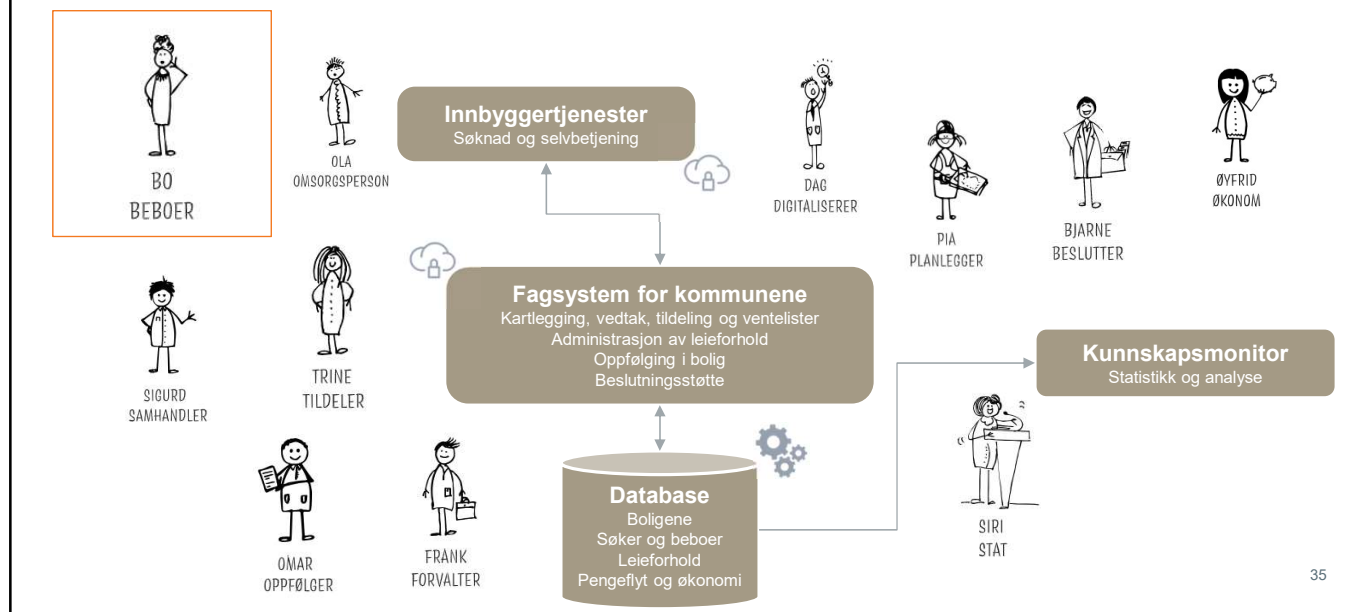 BO
BEBOER
OLA
OMSORGSPERSON
Innbyggertjenester
Søknad og selvbetjening
DAG
DIGITALISERER
PIA
PLANLEGGER
BJARNE
BESLUTTER
ØYFRID
ØKONOM
SIGURD
SAMHANDLER
TRINE
TILDELER
Fagsystem for kommunene
Kartlegging, vedtak, tildeling og ventelister
Administrasjon av leieforhold
Oppfølging i bolig
Beslutningsstøtte
Kunnskapsmonitor
Statistikk og analyse
OMAR
OPPFØLGER
FRANK
FORVALTER
Database
Boligene
Søker og beboer
Leieforhold
Pengeflyt og økonomi
SIRI
STAT
35